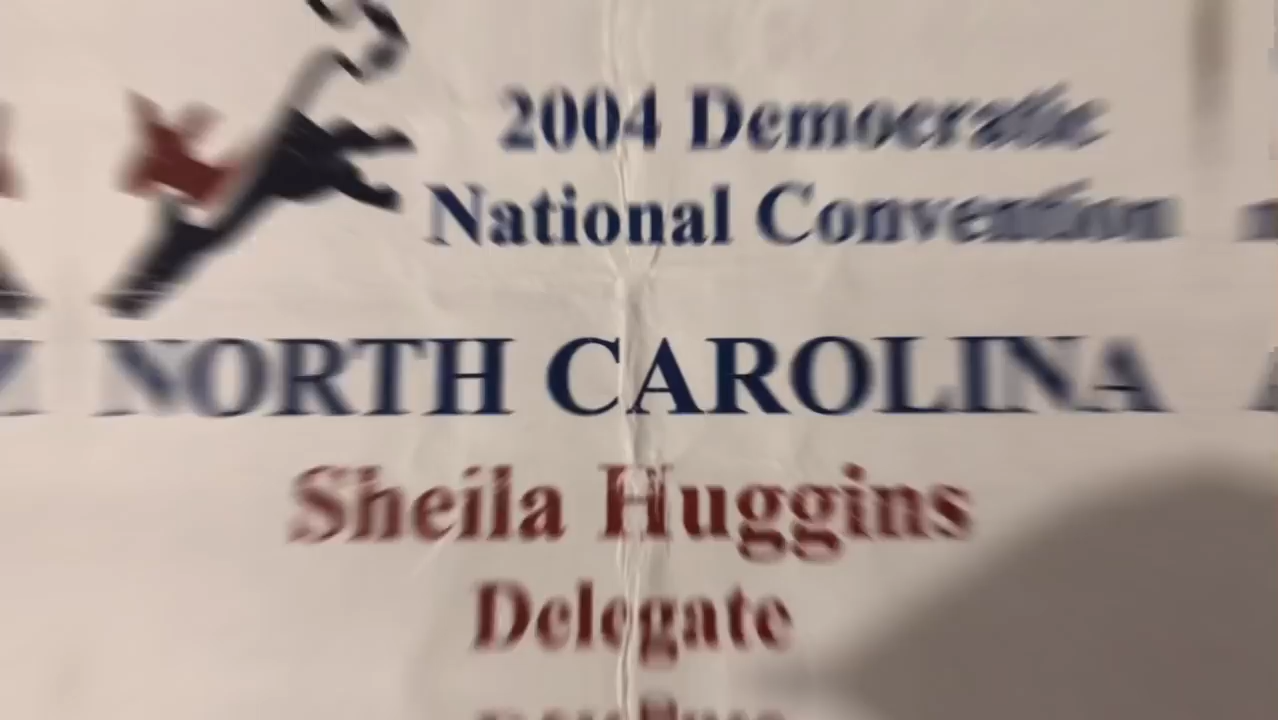 2004 Democratic
National Convention
NORTH CAROLINA
Sheila Huggins
Delegate